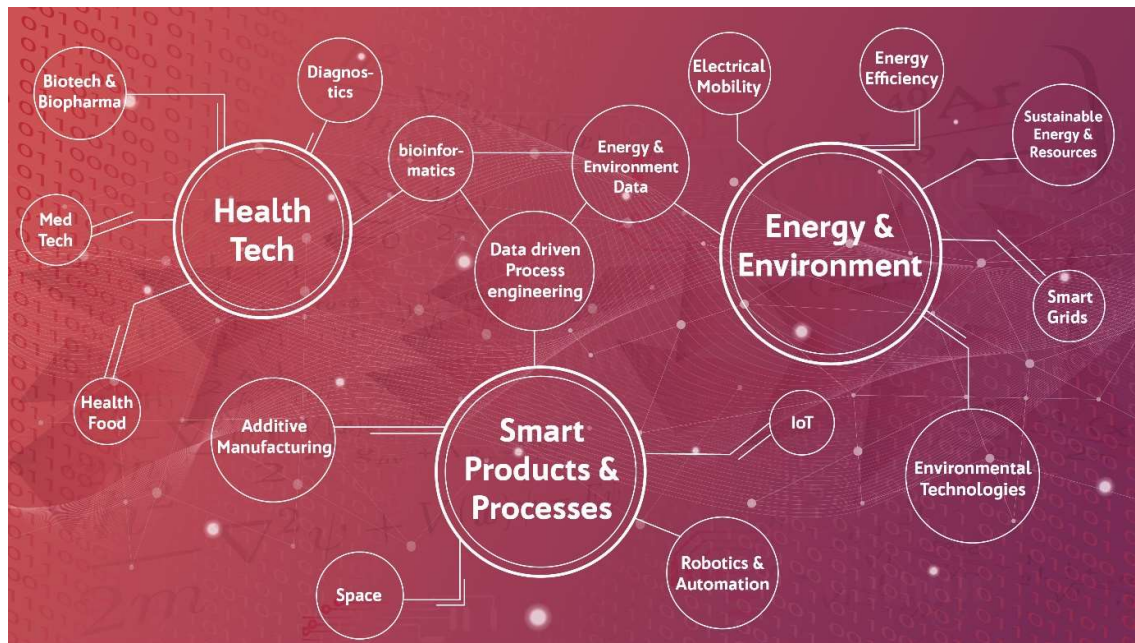 Biotech &
Biopharma
Diagnos-
tics
Med
Tech
Health
Tech
Health
Food
bioinfor-
matics
Energy &
Environment
Data
Data driven
Process
engineering
Electrical
Mobility
Energy
Efficiency
Sustainable
Energy &
Resources
Energy &
Environment
Smart
Grids
Environmental
Technologies
Additive
Manufacturing
Smart
Products &
Processes
IoT
Space
Robotics &
Automation